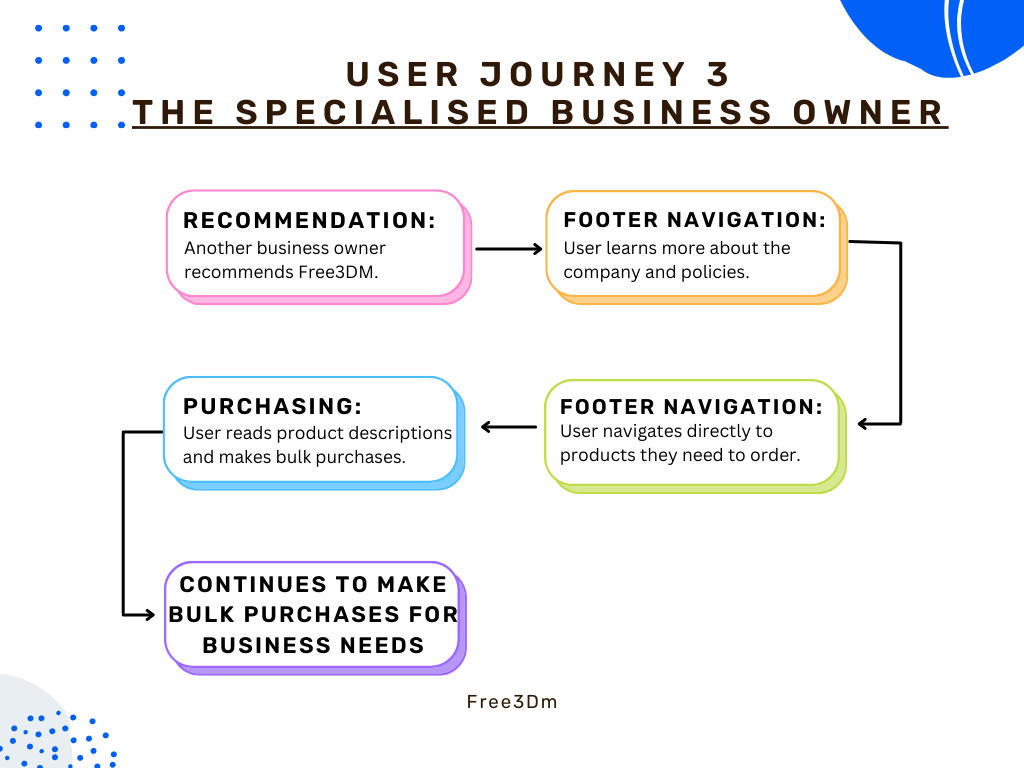 USER JOURNEY 3
THE SPECIALISED BUSINESS OWNER
RECOMMENDATION:
Another business owner
recommends Free3DM.
FOOTER NAVIGATION:
User learns more about the
company and policies.
FOOTER NAVIGATION:
User navigates directly to
products they need to order.
PURCHASING:
User reads product descriptions
and makes bulk purchases.
CONTINUES TO MAKE
BULK PURCHASES FOR
BUSINESS NEEDS
Free3Dm